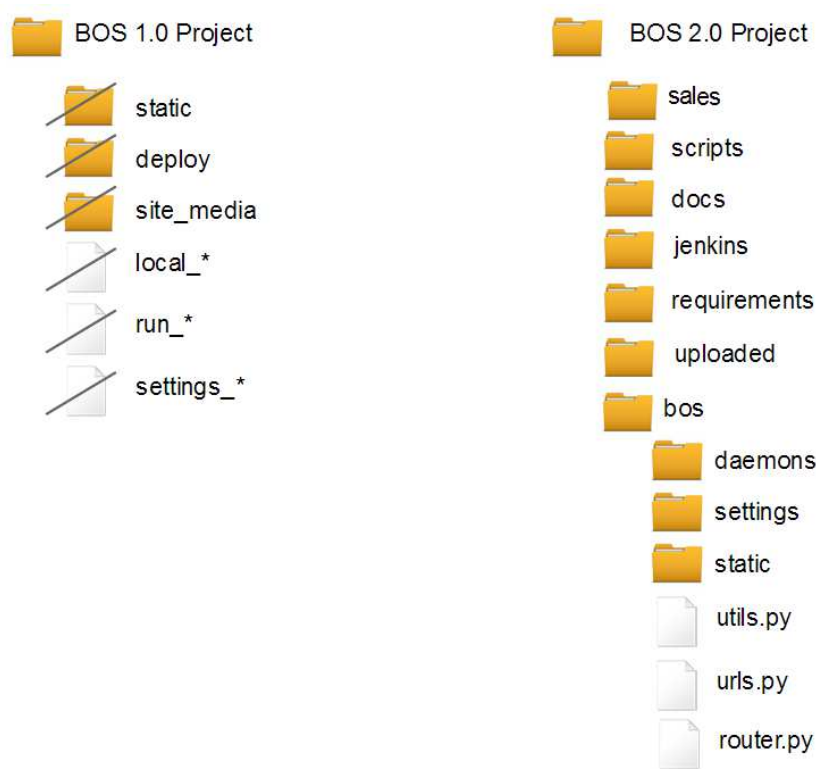 BOS 1.0 Project
static
deploy
site_media
local_*
run_*
settings_*
BOS 2.0 Project
sales
scripts
docs
jenkins
requirements
uploaded
bos
daemons
settings
static
utils.py
urls.py
router.py